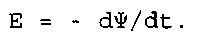 E = - dΨ/dt.